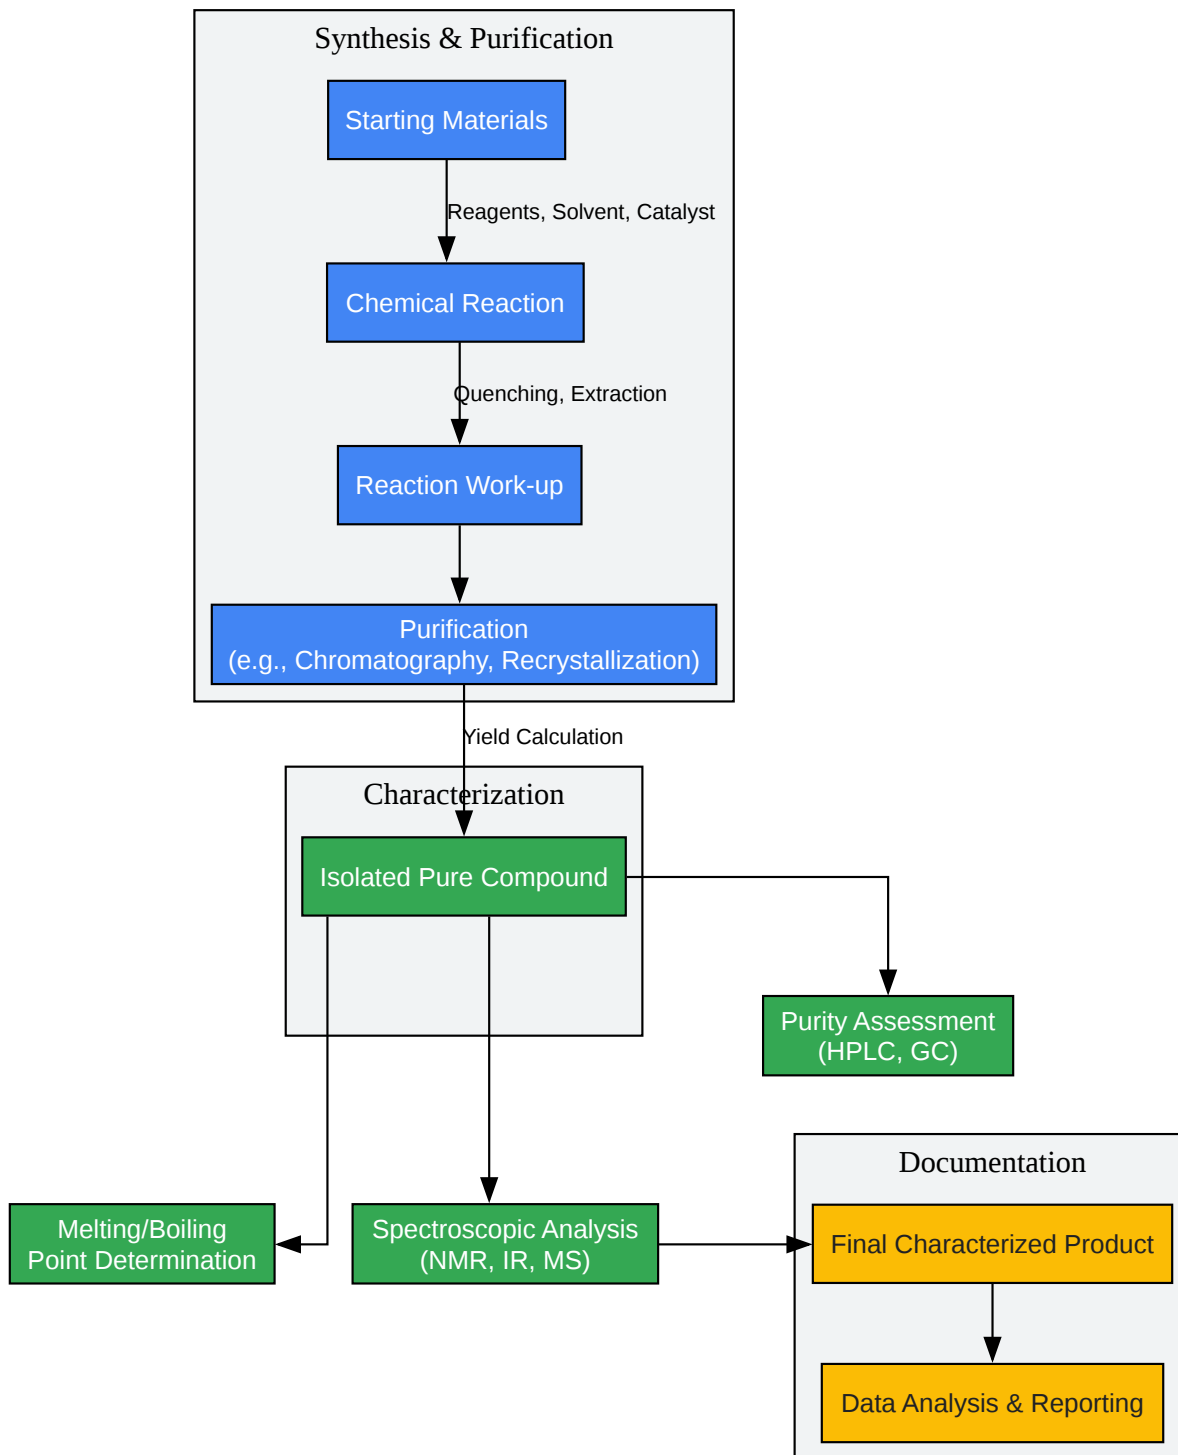 Synthesis & Purification
Starting Materials
Reagents, Solvent, Catalyst
Chemical Reaction
Quenching, Extraction
Reaction Work-up
Purification
(e.g., Chromatography, Recrystallization)
Yield Calculation
Characterization
Isolated Pure Compound
Purity Assessment
(HPLC, GC)
Documentation
Melting/Boiling
Point Determination
Spectroscopic Analysis
(NMR, IR, MS)
Final Characterized Product
Data Analysis & Reporting